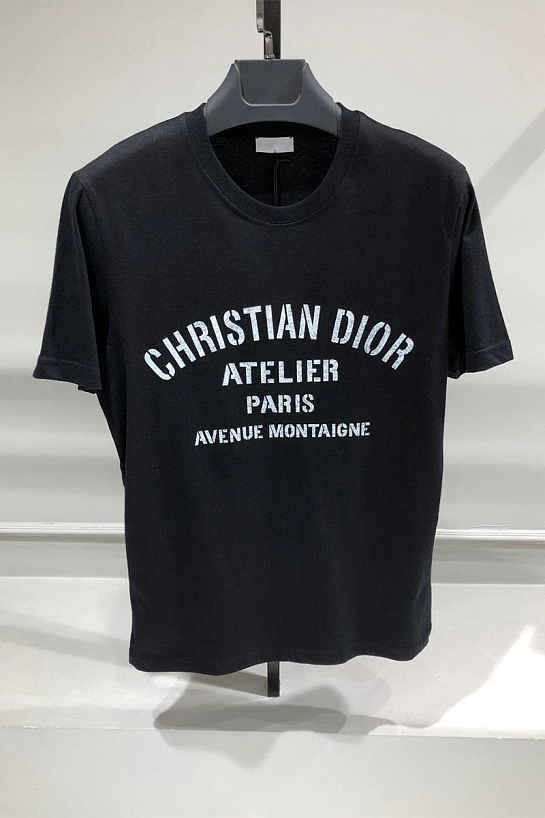 CHRISTIAN DIOR
ATELIER
PARIS
AVENUE MONTAIGNE